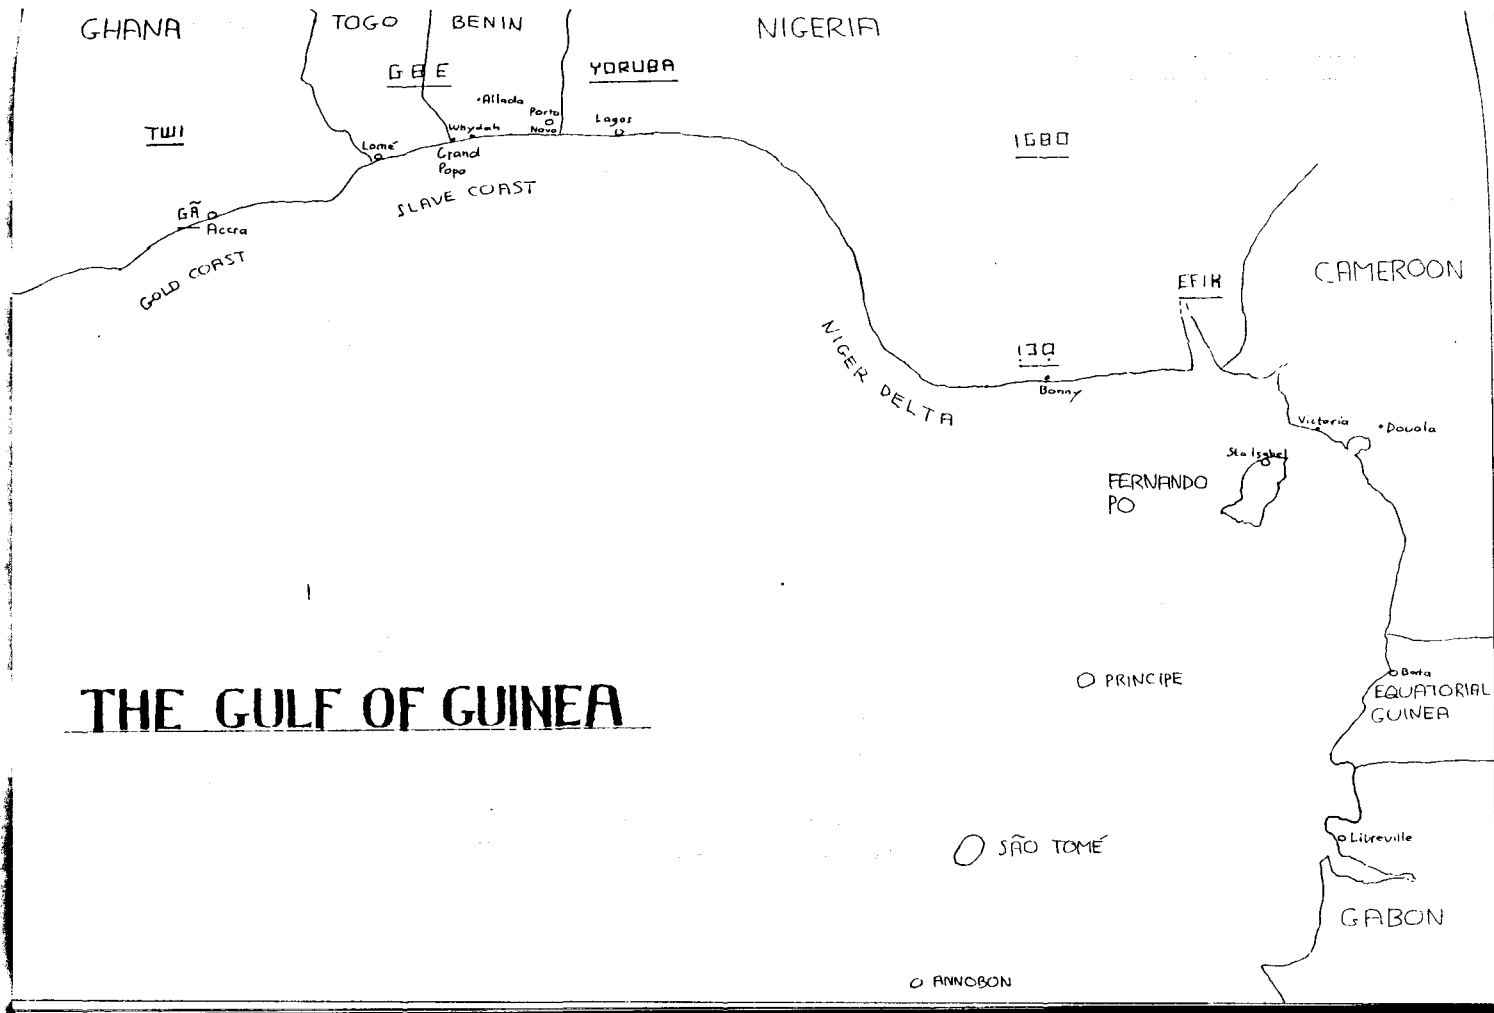 GHANA
TOGO
BENIN
NIGERIA
GBE
YORUBA
Allada
Porto
Novo
Lagos
Whydah
TWI
IGBO
Lomé
Grand
Popo
SLAVE COAST
GÃ
Accra
GOLD COAST
CAMEROON
EFIK
NIGER DELTA
Bonny
Victoria
Douala
Sta Isabel
FERNANDO
PO
PRINCIPE
Bata
EQUATORIAL
GUINEA
THE GULF OF GUINEA
SÃO TOMÉ
Libreville
GABON
ANNOBON